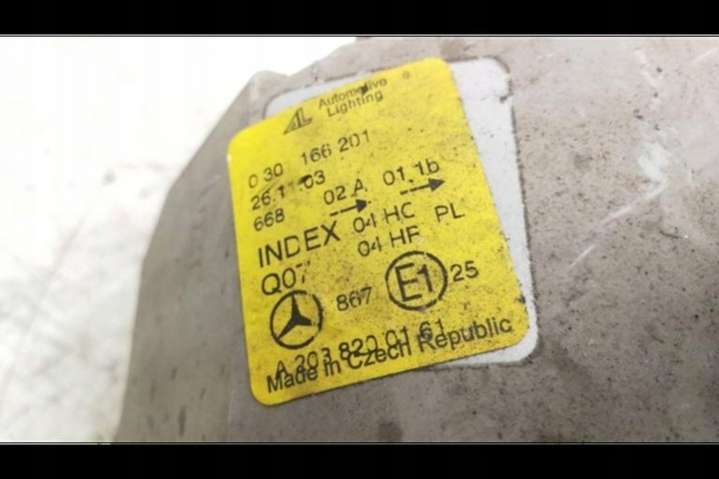 AL Automotive Lighting ®
0 30 166 201
26.11.03
668 02 A 01.1b
INDEX 04 HC PL
Q07 04 HF
867 E1 25
A 203 820 01 61
Made in Czech Republic